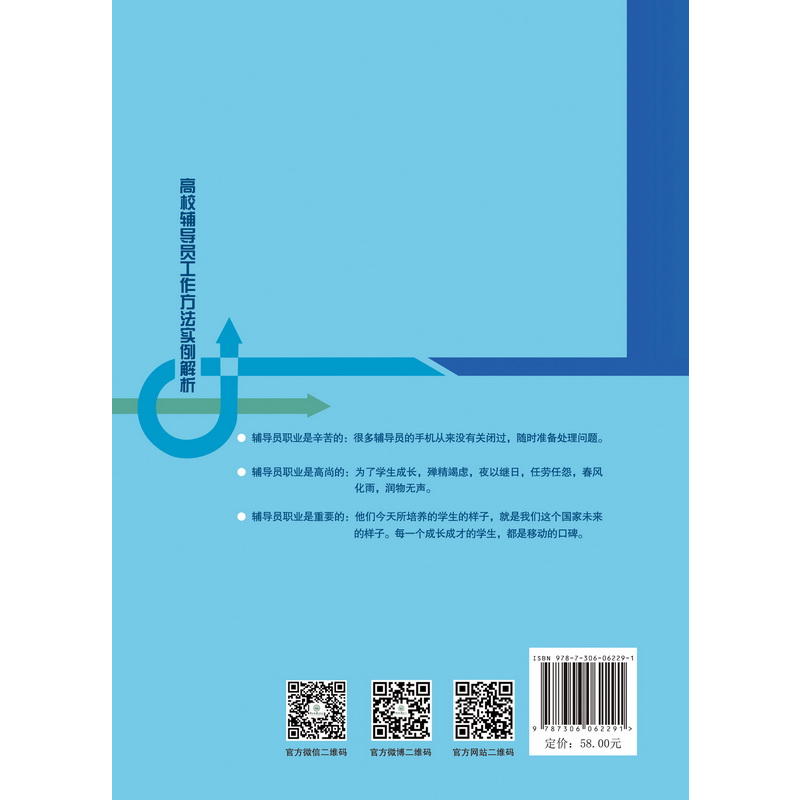 高校辅导员工作方法实例解析
辅导员职业是辛苦的：很多辅导员的手机从来没有关闭过，随时准备处理问题。
辅导员职业是高尚的：为了学生成长，殚精竭虑，夜以继日，任劳任怨，春风
化雨，润物无声。
辅导员职业是重要的：他们今天所培养的学生的样子，就是我们这个国家未来
的样子。每一个成长成才的学生，都是移动的口碑。
ISBN 978-7-306-06229-1
9 787306 062291>
定价：58.00元
官方微信二维码
官方微博二维码
官方网站二维码